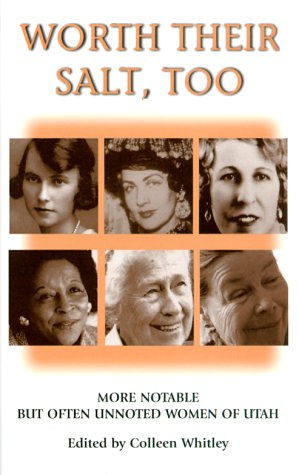 WORTH THEIR
SALT, TOO
MORE NOTABLE
BUT OFTEN UNNOTED WOMEN OF UTAH
Edited by Colleen Whitley